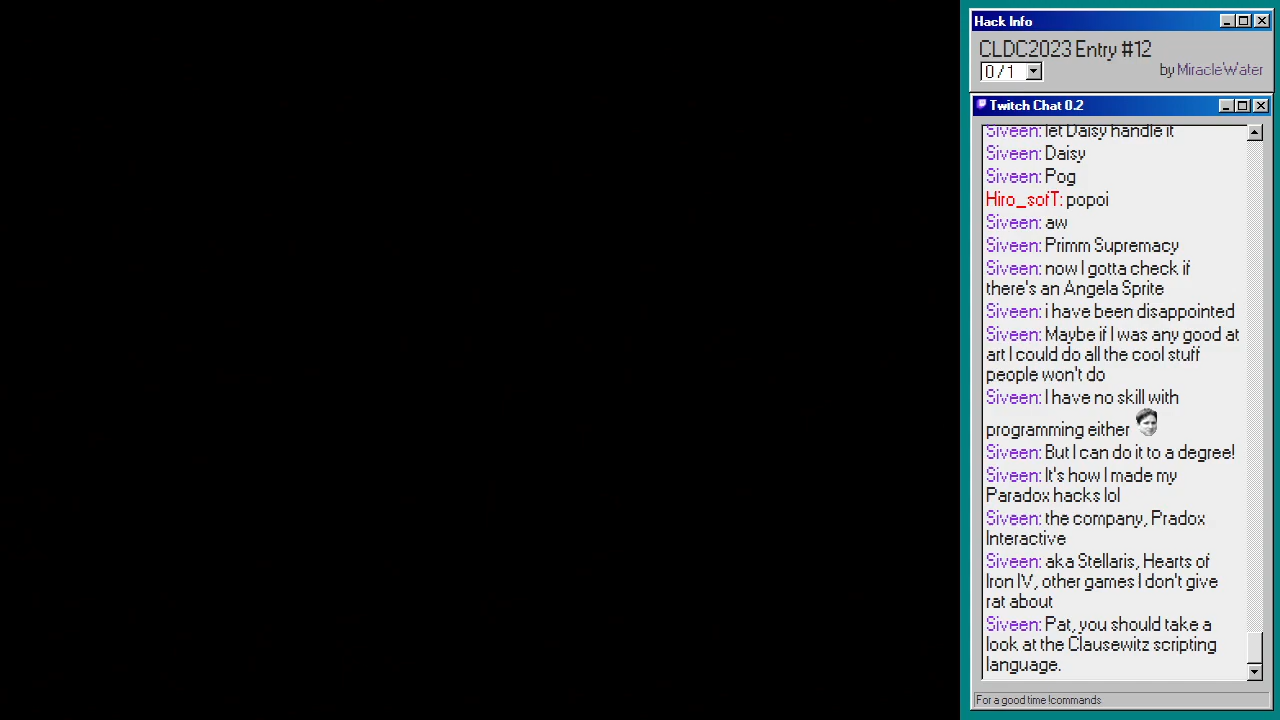 Hack Info
CLDC2023 Entry #12
0/1
by MiracleWater
Twitch Chat 0.2
Siveen: let Daisy handle it
Siveen: Daisy
Siveen: Pog
Hiro_sofT: popoi
Siveen: aw
Siveen: Primm Supremacy
Siveen: now I gotta check if
there's an Angela Sprite
Siveen: i have been disappointed
Siveen: Maybe if I was any good at
art I could do all the cool stuff
people won't do
Siveen: I have no skill with
programming either
Siveen: But I can do it to a degree!
Siveen: It's how I made my
Paradox hacks lol
Siveen: the company, Pradox
Interactive
Siveen: aka Stellaris, Hearts of
Iron IV, other games I don't give
rat about
Siveen: Pat, you should take a
look at the Clausewitz scripting
language.
For a good time !commands